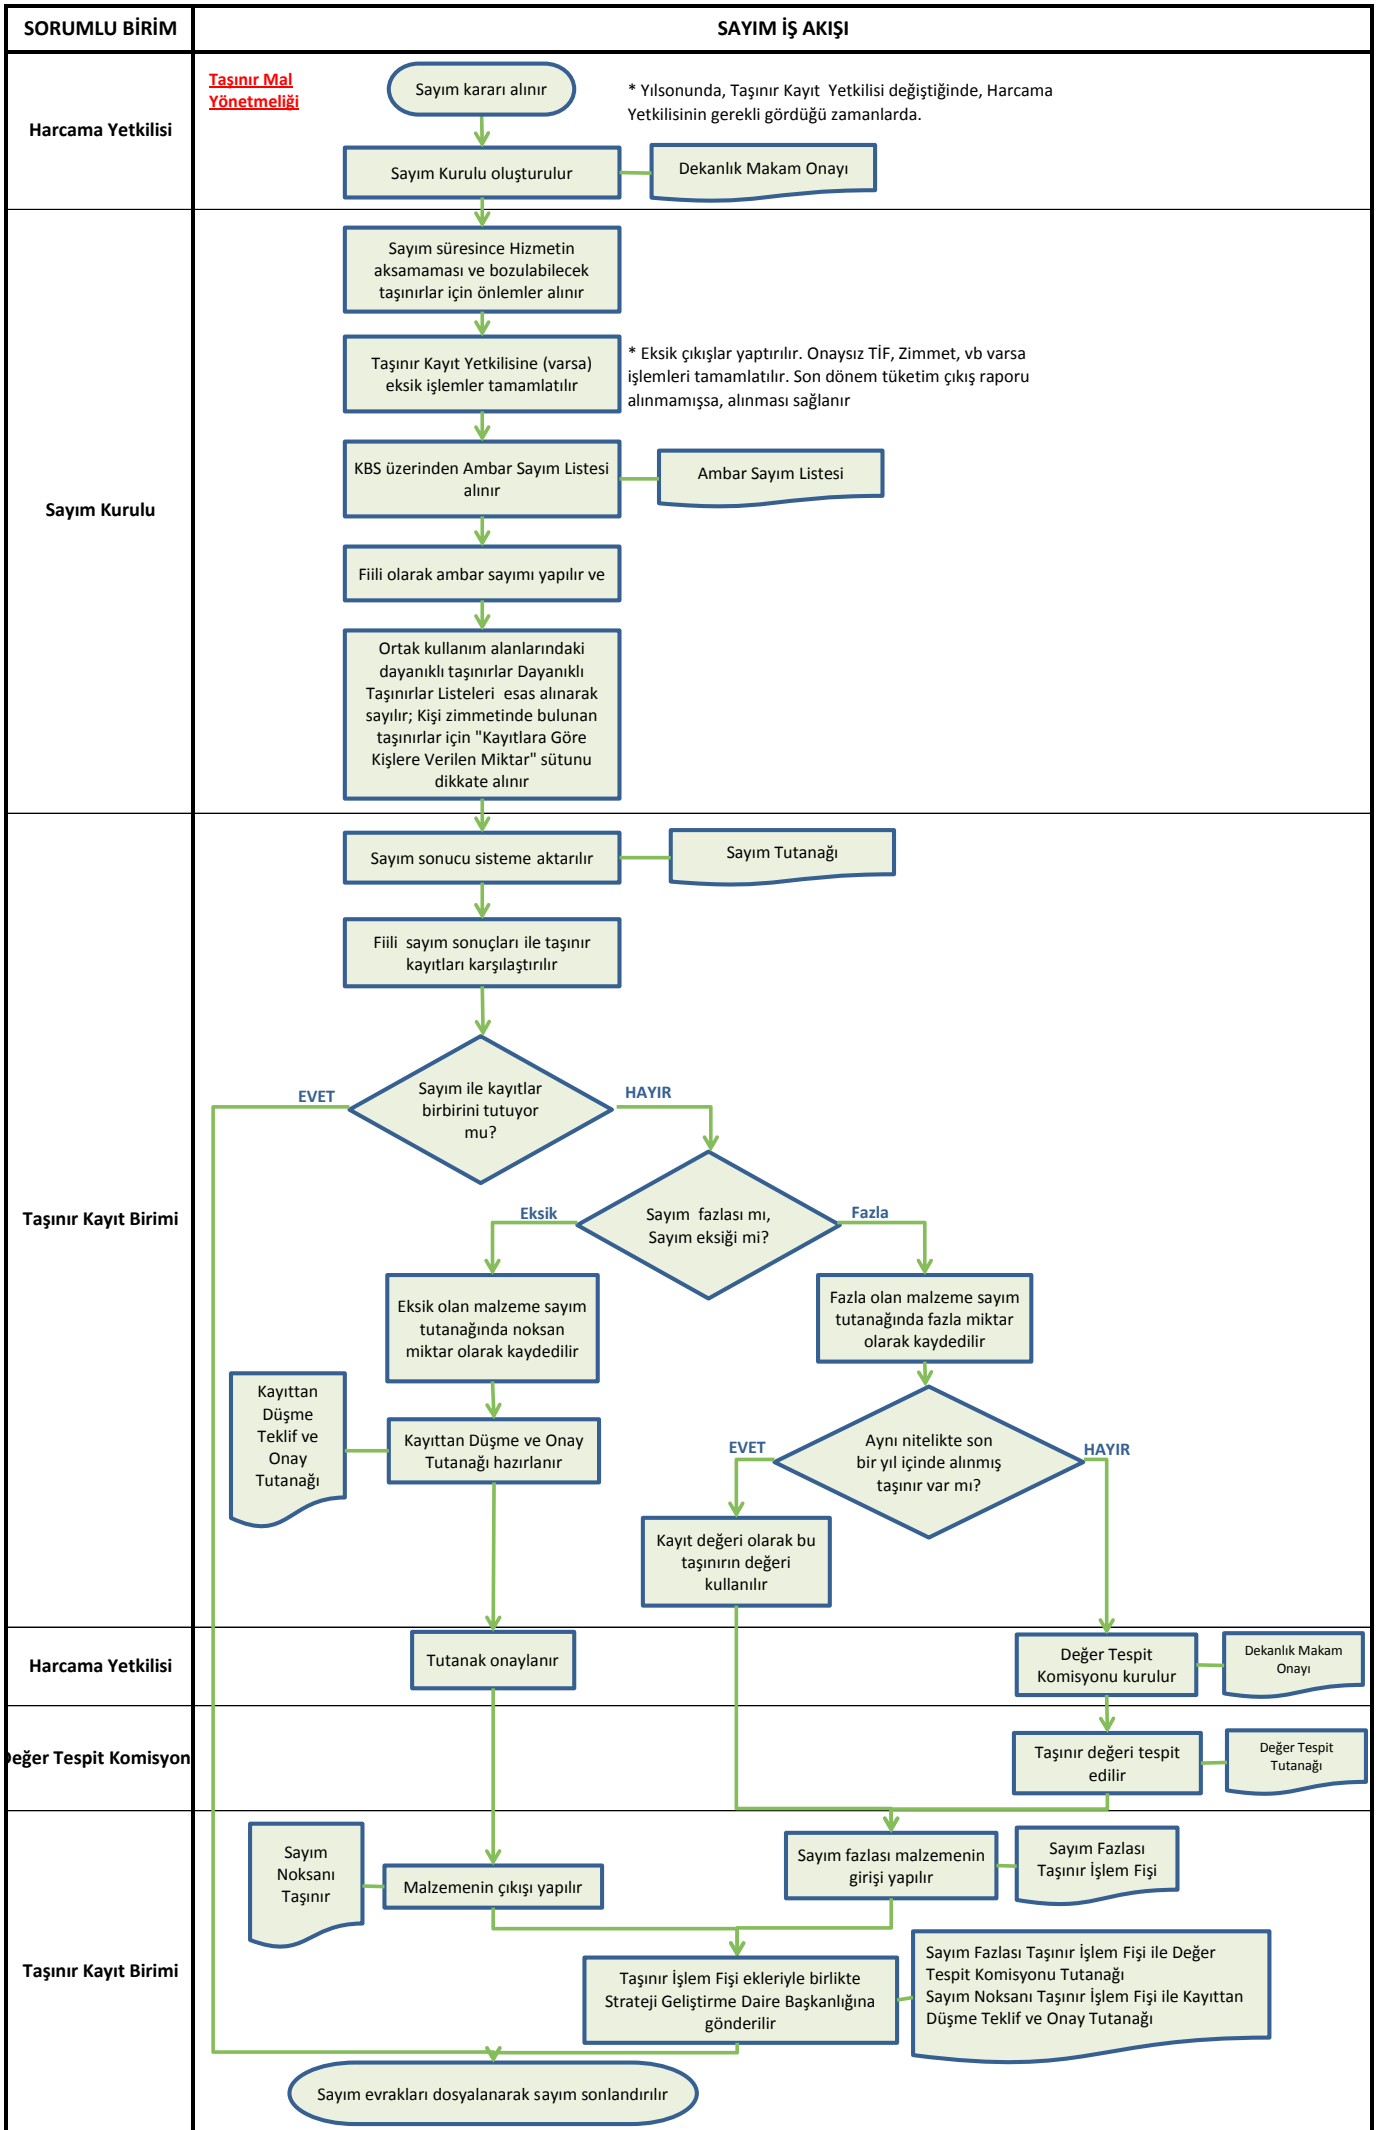 SORUMLU BİRİM
SAYIM İŞ AKIŞI
Harcama Yetkilisi
Taşınır Mal
Yönetmeliği
Sayım kararı alınır
* Yılsonunda, Taşınır Kayıt Yetkilisi değiştiğinde, Harcama
Yetkilisinin gerekli gördüğü zamanlarda.
Sayım Kurulu oluşturulur
Dekanlık Makam Onayı
Sayım Kurulu
Sayım süresince Hizmetin
aksamaması ve bozulabilecek
taşınırlar için önlemler alınır
Taşınır Kayıt Yetkilisine (varsa)
eksik işlemler tamamlatılır
* Eksik çıkışlar yaptırılır. Onaysız TİF, Zimmet, vb varsa
işlemleri tamamlatılır. Son dönem tüketim çıkış raporu
alınmamışsa, alınması sağlanır
KBS üzerinden Ambar Sayım Listesi
alınır
Ambar Sayım Listesi
Fiili olarak ambar sayımı yapılır ve
Ortak kullanım alanlarındaki
dayanıklı taşınırlar Dayanıklı
Taşınırlar Listeleri esas alınarak
sayılır; Kişi zimmetinde bulunan
taşınırlar için "Kayıtlara Göre
Kişlere Verilen Miktar" sütunu
dikkate alınır
Taşınır Kayıt Birimi
Sayım sonucu sisteme aktarılır
Sayım Tutanağı
Fiili sayım sonuçları ile taşınır
kayıtları karşılaştırılır
Sayım ile kayıtlar
birbirini tutuyor
mu?
EVET
HAYIR
Sayım fazlası mı,
Sayım eksiği mi?
Eksik
Fazla
Eksik olan malzeme sayım
tutanağında noksan
miktar olarak kaydedilir
Fazla olan malzeme sayım
tutanağında fazla miktar
olarak kaydedilir
Kayıttan
Düşme
Teklif ve
Onay
Tutanağı
Kayıttan Düşme ve Onay
Tutanağı hazırlanır
Aynı nitelikte son
bir yıl içinde alınmış
taşınır var mı?
EVET
HAYIR
Kayıt değeri olarak bu
taşınırın değeri
kullanılır
Harcama Yetkilisi
Tutanak onaylanır
Değer Tespit
Komisyonu kurulur
Dekanlık Makam
Onayı
Değer Tespit Komisyon
Taşınır değeri tespit
edilir
Değer Tespit
Tutanağı
Taşınır Kayıt Birimi
Sayım
Noksanı
Taşınır
Malzemenin çıkışı yapılır
Sayım fazlası malzemenin
girişi yapılır
Sayım Fazlası
Taşınır İşlem Fişi
Taşınır İşlem Fişi ekleriyle birlikte
Strateji Geliştirme Daire Başkanlığına
gönderilir
Sayım Fazlası Taşınır İşlem Fişi ile Değer
Tespit Komisyonu Tutanağı
Sayım Noksanı Taşınır İşlem Fişi ile Kayıttan
Düşme Teklif ve Onay Tutanağı
Sayım evrakları dosyalanarak sayım sonlandırılır